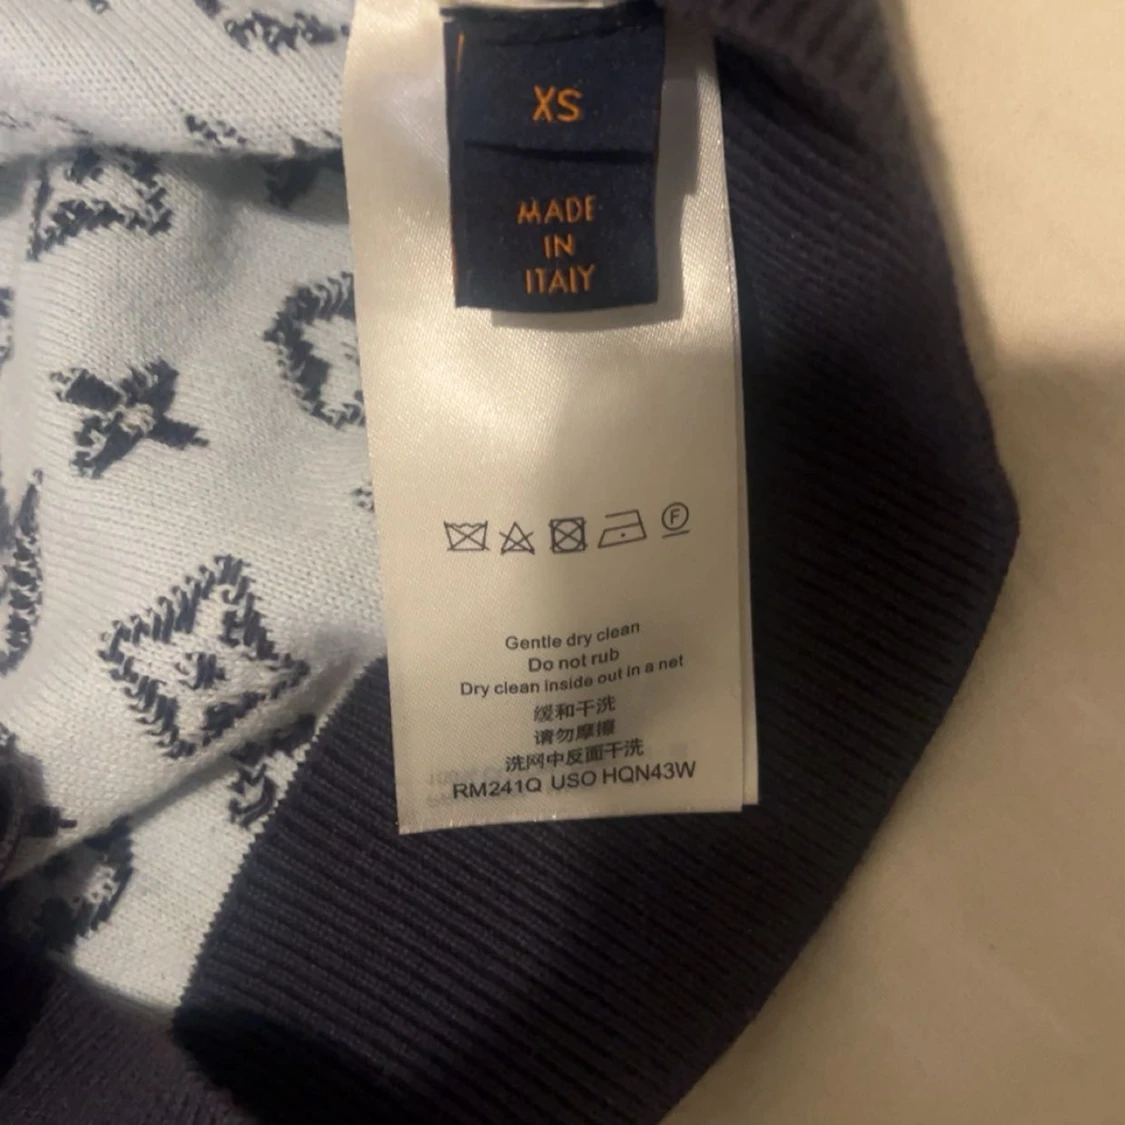 XS
MADE
IN
ITALY
F
Gentle dry clean
Do not rub
Dry clean inside out in a net
缓和干洗
请勿摩擦
洗网中反面干洗
RM241Q USO HQN43W